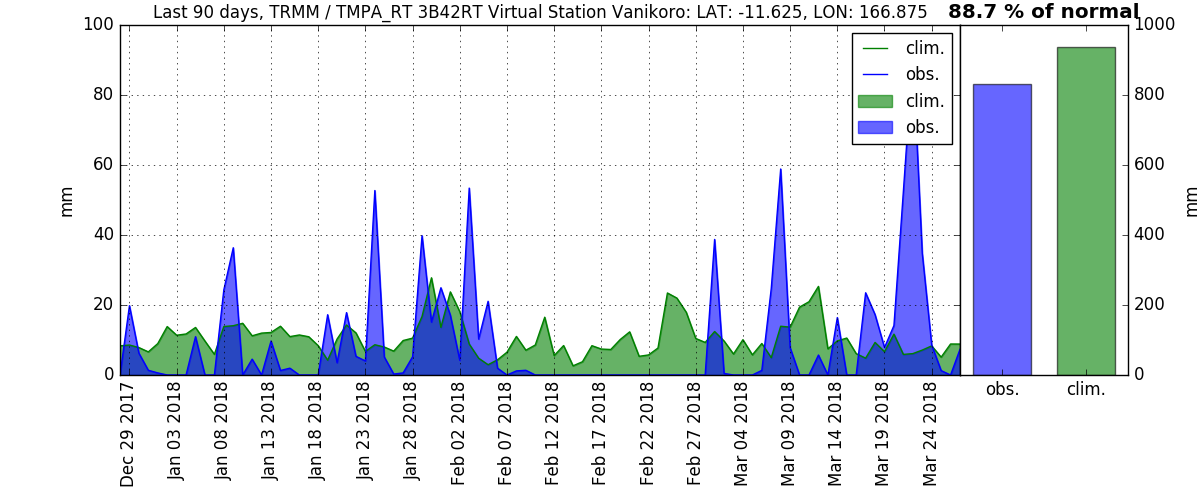 Last 90 days, TRMM / TMPA_RT 3B42RT Virtual Station Vanikoro: LAT: -11.625, LON: 166.875
88.7 % of normal
100
80
60
40
20
0
mm
clim.
obs.
clim.
obs.
Dec 29 2017
Jan 03 2018
Jan 08 2018
Jan 13 2018
Jan 18 2018
Jan 23 2018
Jan 28 2018
Feb 02 2018
Feb 07 2018
Feb 12 2018
Feb 17 2018
Feb 22 2018
Feb 27 2018
Mar 04 2018
Mar 09 2018
Mar 14 2018
Mar 19 2018
Mar 24 2018
1000
800
600
400
200
0
mm
obs.
clim.